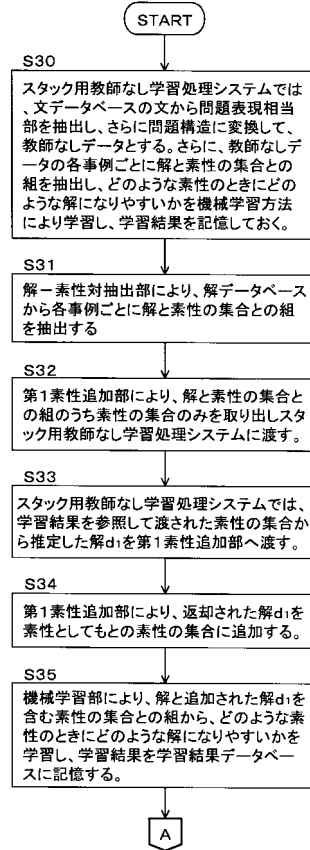 START
S30
スタック用教師なし学習処理システムでは、
文データベースの文から問題表現相当
部を抽出し、さらに問題構造に変換して、
教師なしデータとする。さらに、教師なしデ
ータの各事例ごとに解と素性の集合との
組を抽出し、どのような素性のときにどの
ような解になりやすいかを機械学習方法
により学習し、学習結果を記憶しておく。
S31
解－素性対抽出部により、解データベース
から各事例ごとに解と素性の集合との組
を抽出する
S32
第1素性追加部により、解と素性の集合と
の組のうち素性の集合のみを取り出しスタ
ック用教師なし学習処理システムに渡す。
S33
スタック用教師なし学習処理システムでは、
学習結果を参照して渡された素性の集合か
ら推定した解d1を第1素性追加部へ渡す。
S34
第1素性追加部により、返却された解d1を
素性としてもとの素性の集合に追加する。
S35
機械学習部により、解と追加された解d1を
含む素性の集合との組から、どのような素
性のときにどのような解になりやすいかを
学習し、学習結果を学習結果データベー
スに記憶する。
A